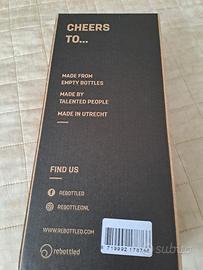 CHEERS
TO...
MADE FROM
EMPTY BOTTLES
MADE BY
TALENTED PEOPLE
MADE IN UTRECHT
FIND US
REBOTTLED
REBOTTLEDNL
WWW.REBOTTLED.COM
rebottled